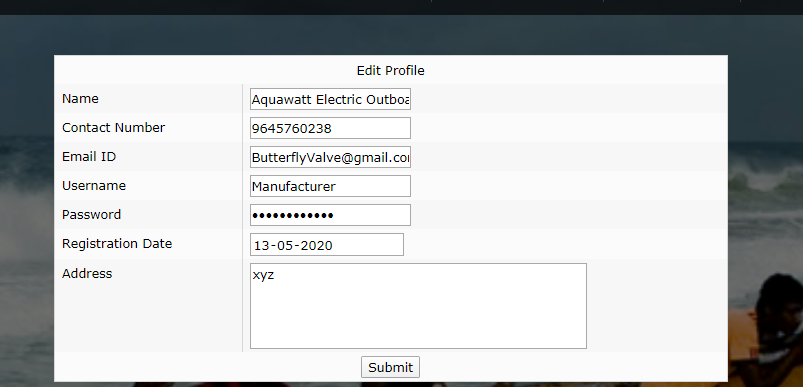 Edit Profile
Name Aquawatt Electric Outboa
Contact Number 9645760238
Email ID ButterflyValve@gmail.co
Username Manufacturer
Password ••••••••••••
Registration Date 13-05-2020
Address xyz
Submit